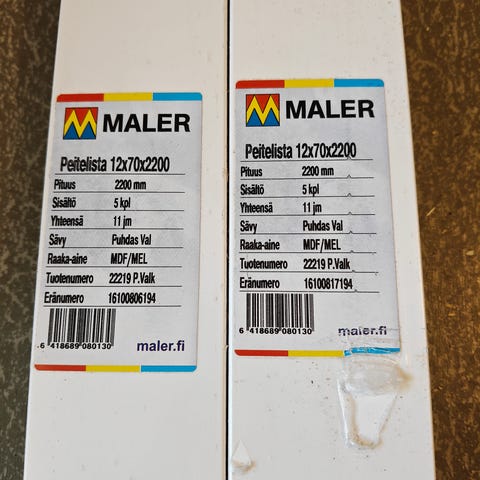 MALER
Peitelista 12x70x2200
Pituus 2200 mm
Sisältö 5 kpl
Yhteensä 11 jm
Sävy Puhdas Val
Raaka-aine MDF/MEL
Tuotenumero 22219 P.Valk
Eränumero 16100806194
6 418689 080130
maler.fi
MALER
Peitelista 12x70x2200
Pituus 2200 mm
Sisältö 5 kpl
Yhteensä 11 jm
Sävy Puhdas Val
Raaka-aine MDF/MEL
Tuotenumero 22219 P.Valk
Eränumero 16100817194
6 418689 080130
maler.fi